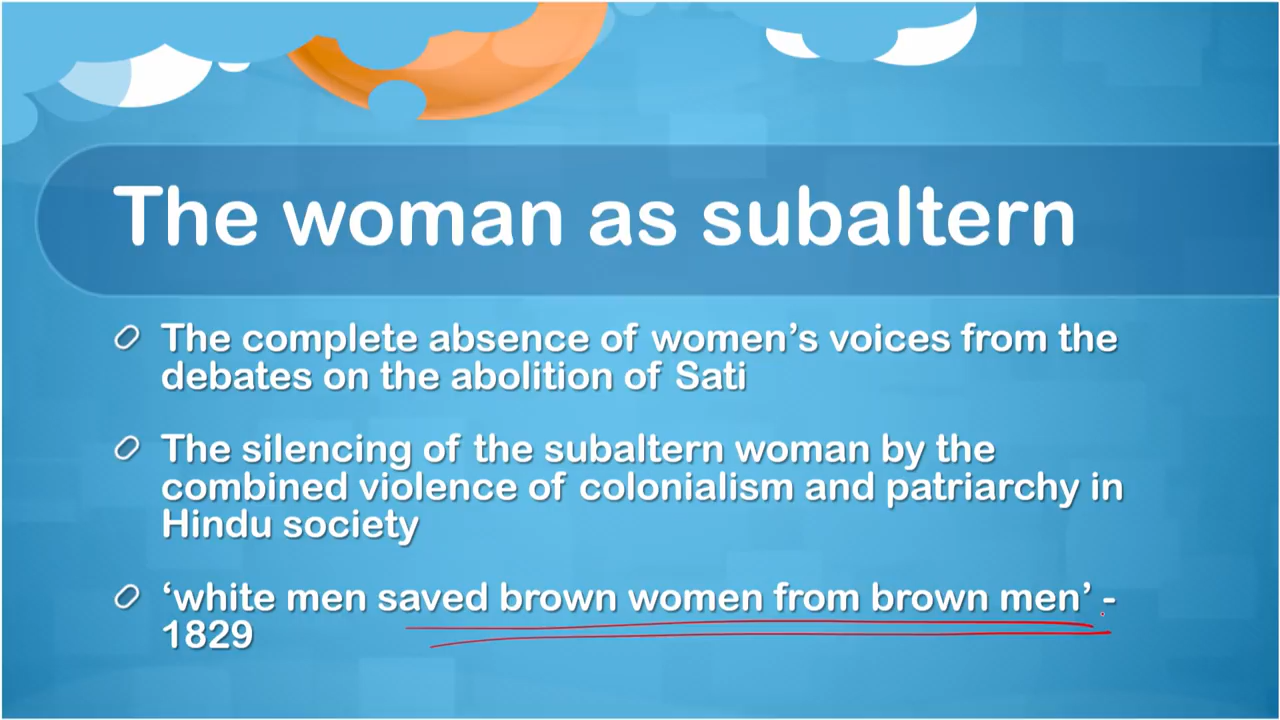 The woman as subaltern
The complete absence of women’s voices from the
debates on the abolition of Sati
The silencing of the subaltern woman by the
combined violence of colonialism and patriarchy in
Hindu society
‘white men saved brown women from brown men’ -
1829